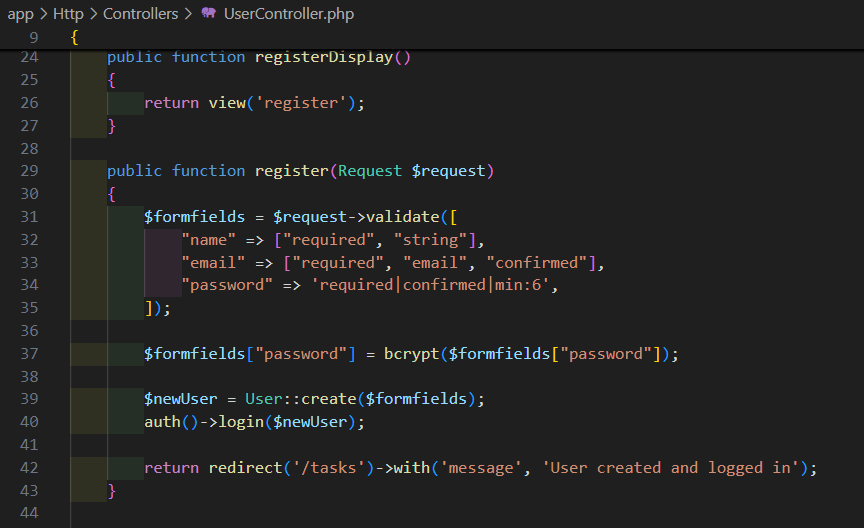 app > Http > Controllers > UserController.php
9 {
24 public function registerDisplay()
25 {
26 return view('register');
27 }
28
29 public function register(Request $request)
30 {
31 $formfields = $request->validate([
32 "name" => ["required", "string"],
33 "email" => ["required", "email", "confirmed"],
34 "password" => 'required|confirmed|min:6',
35 ]);
36
37 $formfields["password"] = bcrypt($formfields["password"]);
38
39 $newUser = User::create($formfields);
40 auth()->login($newUser);
41
42 return redirect('/tasks')->with('message', 'User created and logged in');
43 }
44